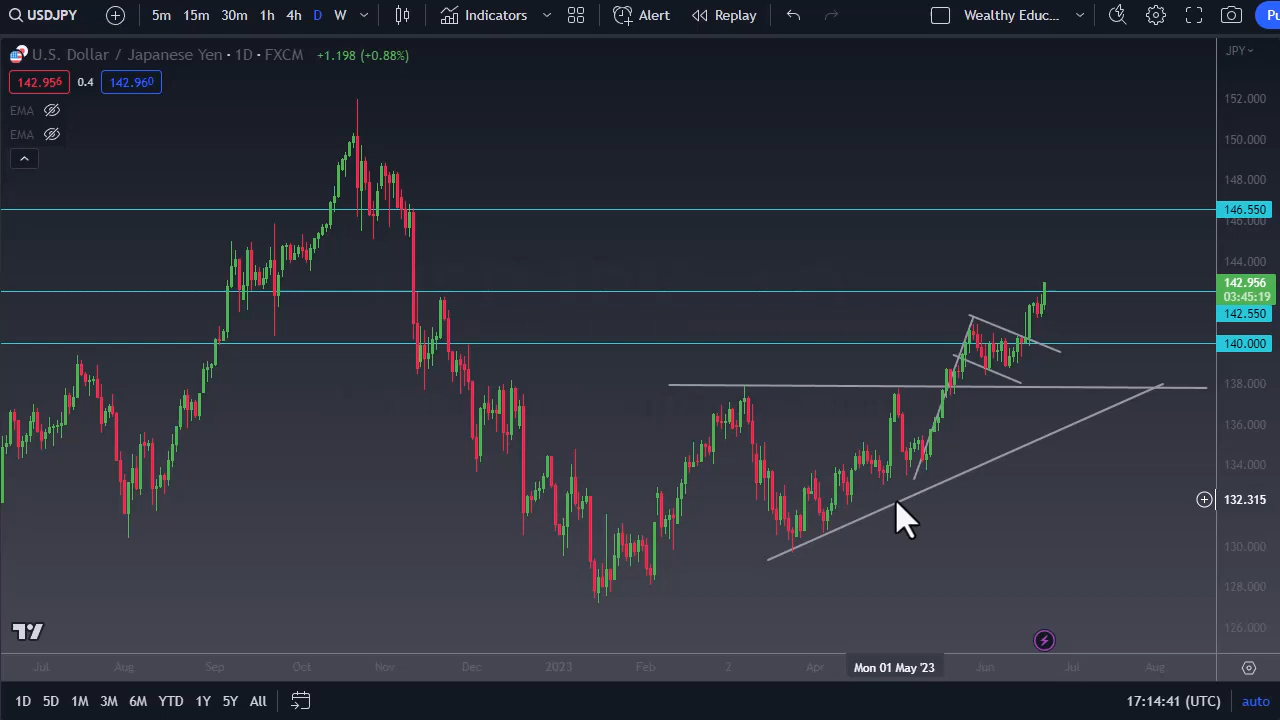 USDJPY 5m 15m 30m 1h 4h D W Indicators Alert Replay Wealthy Educ... Pu
U.S. Dollar / Japanese Yen · 1D · FXCM +1.198 (+0.88%) JPY
142.956 0.4 142.960
EMA
EMA
152.000
150.000
148.000
146.550
146.000
144.000
142.956
03:45:19
142.550
140.000
138.000
136.000
134.000
132.315
130.000
128.000
126.000
Jul Aug Sep Oct Nov Dec 2023 Feb 2 Apr Mon 01 May '23 Jun Jul Aug
1D 5D 1M 3M 6M YTD 1Y 5Y All 17:14:41 (UTC) auto